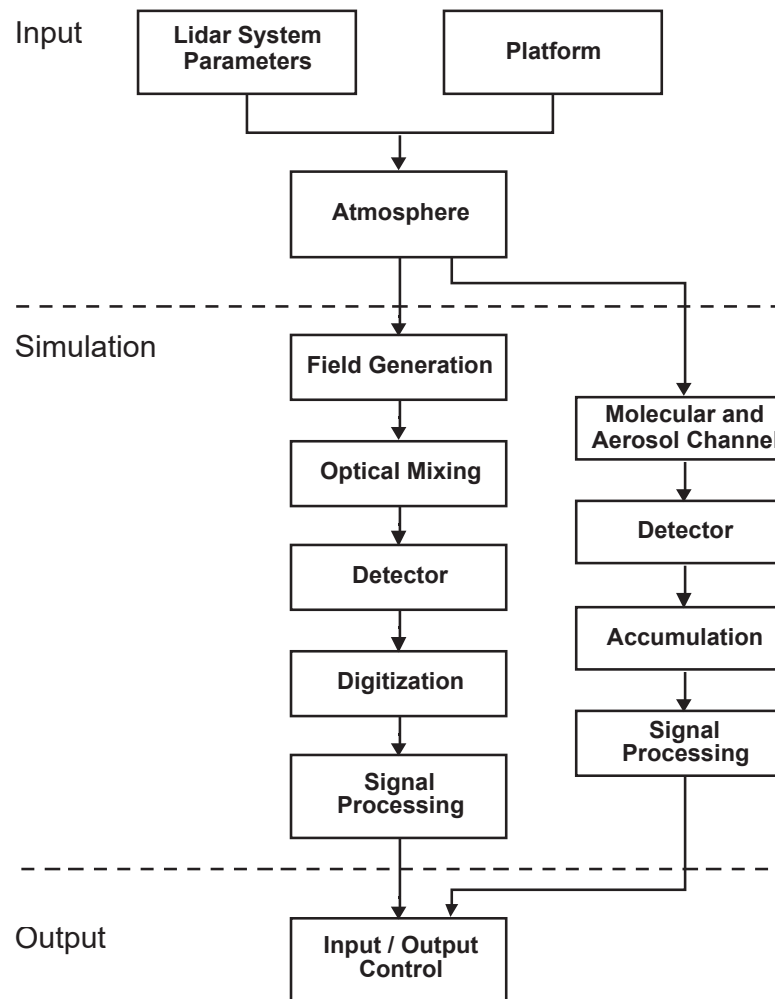 Input
Lidar System
Parameters
Platform
Atmosphere
Simulation
Field Generation
Optical Mixing
Detector
Digitization
Signal
Processing
Molecular and
Aerosol Channel
Detector
Accumulation
Signal
Processing
Output
Input / Output
Control